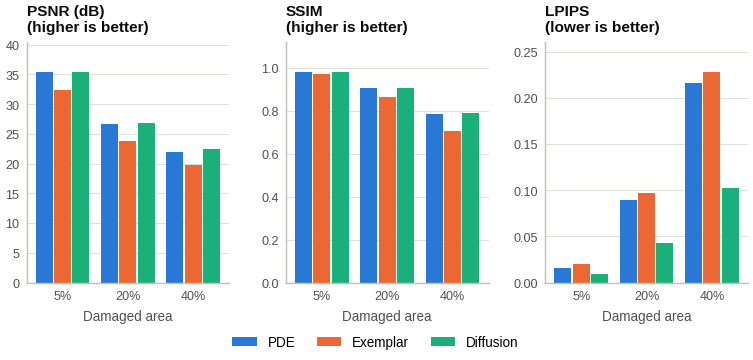 PSNR (dB)
(higher is better)
40
35
30
25
20
15
10
5
0
5%
20%
40%
Damaged area
SSIM
(higher is better)
1.0
0.8
0.6
0.4
0.2
0.0
5%
20%
40%
Damaged area
LPIPS
(lower is better)
0.25
0.20
0.15
0.10
0.05
0.00
5%
20%
40%
Damaged area
PDE
Exemplar
Diffusion